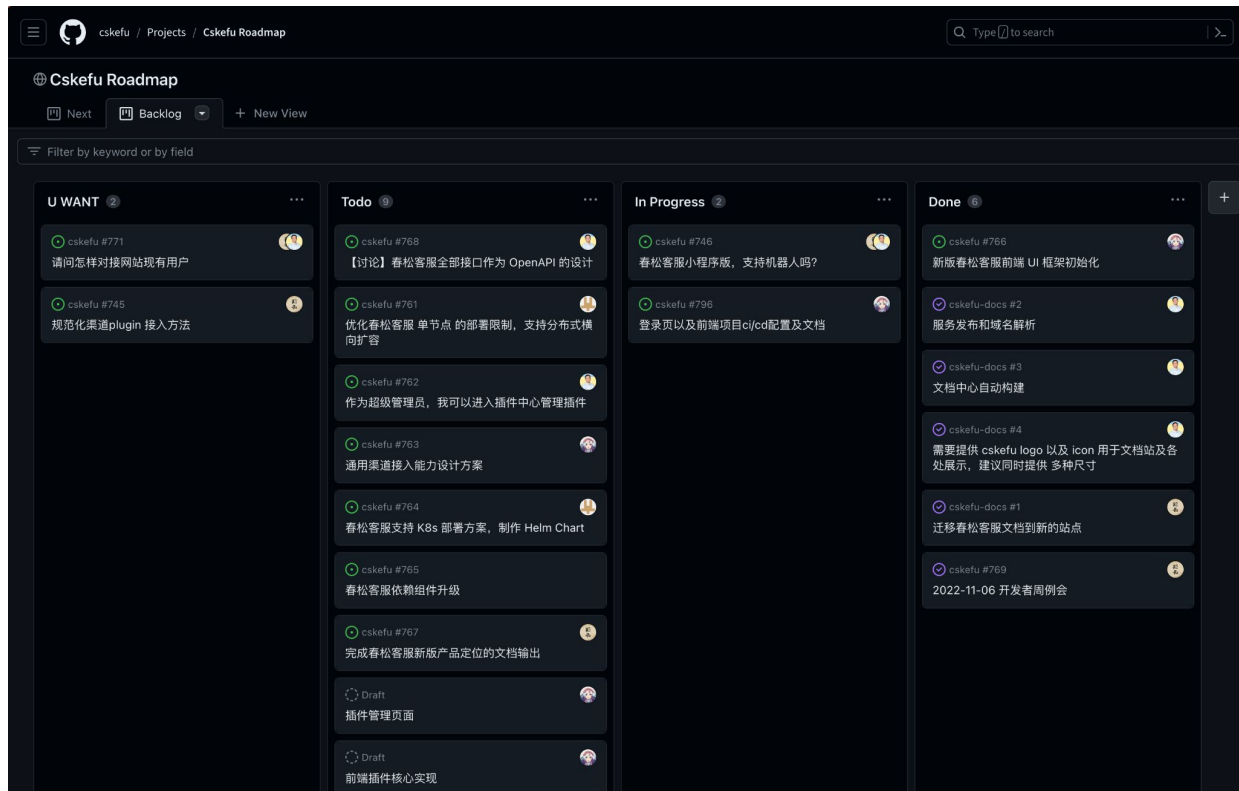 cskefu / Projects / Cskefu Roadmap
Type / to search
Cskefu Roadmap
Next
Backlog
+ New View
Filter by keyword or by field
U WANT 2
cskefu #771
请问怎样对接网站现有用户
cskefu #745
规范化渠道plugin 接入方法
Todo 9
cskefu #768
【讨论】春松客服全部接口作为 OpenAPI 的设计
cskefu #761
优化春松客服 单节点 的部署限制，支持分布式横
向扩容
cskefu #762
作为超级管理员，我可以进入插件中心管理插件
cskefu #763
通用渠道接入能力设计方案
cskefu #764
春松客服支持 K8s 部署方案，制作 Helm Chart
cskefu #765
春松客服依赖组件升级
cskefu #767
完成春松客服新版产品定位的文档输出
Draft
插件管理页面
Draft
前端插件核心实现
In Progress 2
cskefu #746
春松客服小程序版，支持机器人吗?
cskefu #796
登录页以及前端项目ci/cd配置及文档
Done 6
cskefu #766
新版春松客服前端 UI 框架初始化
cskefu-docs #2
服务发布和域名解析
cskefu-docs #3
文档中心自动构建
cskefu-docs #4
需要提供 cskefu logo 以及 icon 用于文档站及各
处展示，建议同时提供 多种尺寸
cskefu-docs #1
迁移春松客服文档到新的站点
cskefu #769
2022-11-06 开发者周例会